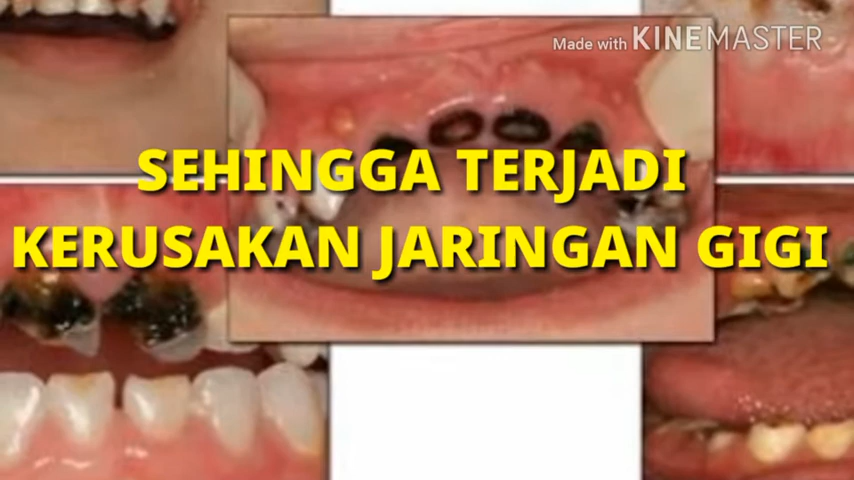 Made with KINEMASTER
SEHINGGA TERJADI
KERUSAKAN JARINGAN GIGI